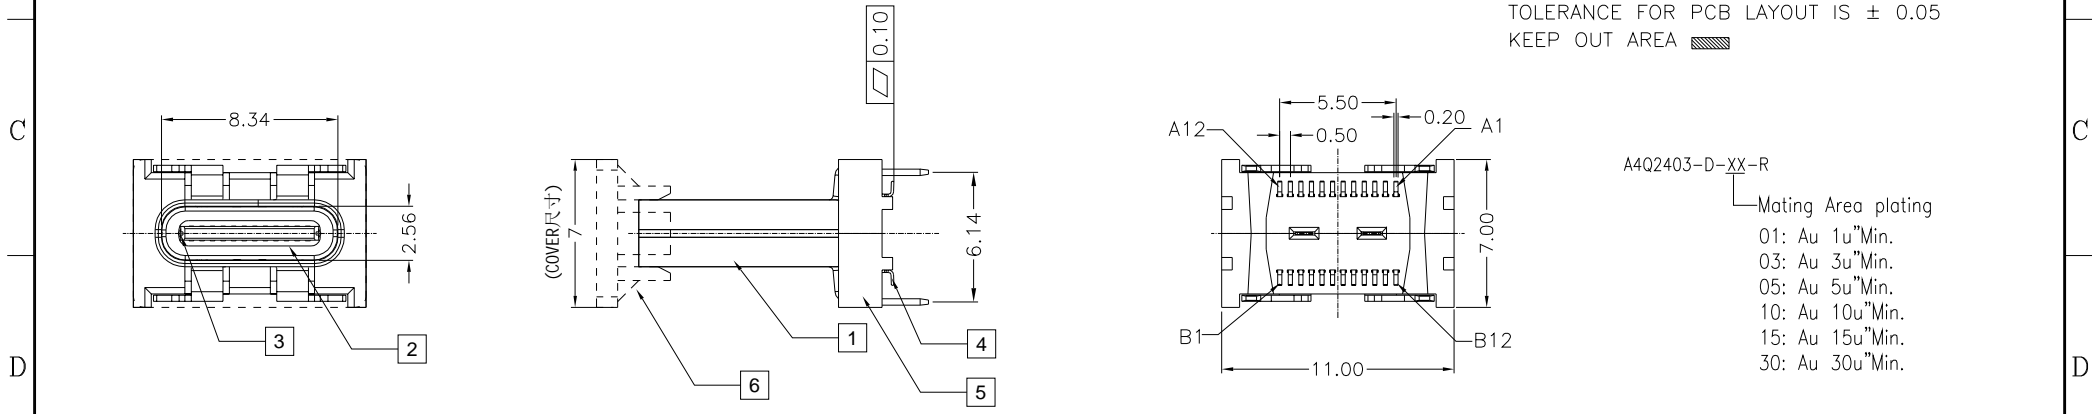 TOLERANCE FOR PCB LAYOUT IS ± 0.05
KEEP OUT AREA
C
C
8.34
2.56
3
2
(COVER尺寸)
7
0.10
6.14
1
4
5
6
5.50
0.20
0.50
A12
A1
7.00
B1
B12
11.00
A4Q2403-D-XX-R
Mating Area plating
01: Au 1u"Min.
03: Au 3u"Min.
05: Au 5u"Min.
10: Au 10u"Min.
15: Au 15u"Min.
30: Au 30u"Min.
D
D